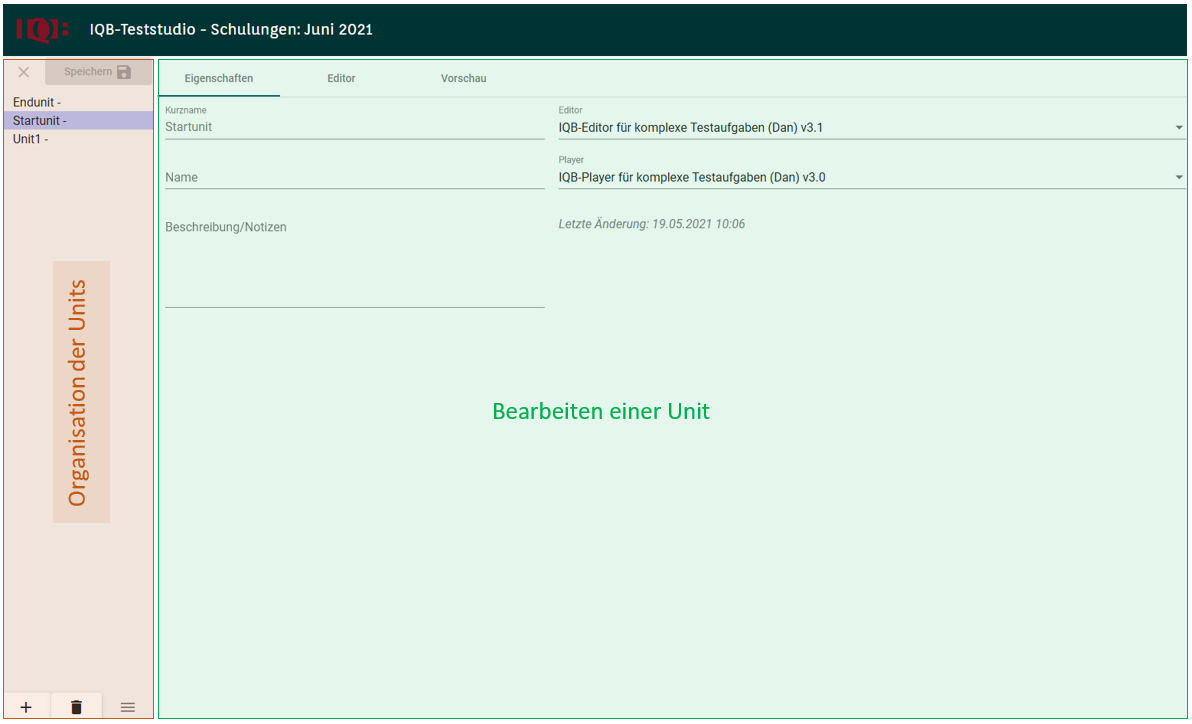 IQB: IQB-Teststudio - Schulungen: Juni 2021
Speichern
Endunit -
Startunit -
Unit1 -
Organisation der Units
Eigenschaften Editor Vorschau
Kurzname
Startunit
Name
Beschreibung/Notizen
Editor
IQB-Editor für komplexe Testaufgaben (Dan) v3.1
Player
IQB-Player für komplexe Testaufgaben (Dan) v3.0
Letzte Änderung: 19.05.2021 10:06
Bearbeiten einer Unit